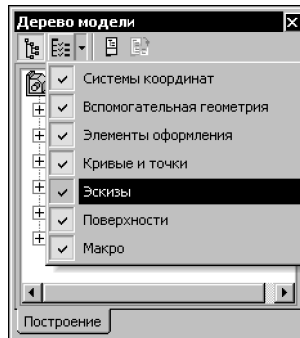 Дерево модели
Системы координат
Вспомогательная геометрия
Элементы оформления
Кривые и точки
Эскизы
Поверхности
Макро
Построение